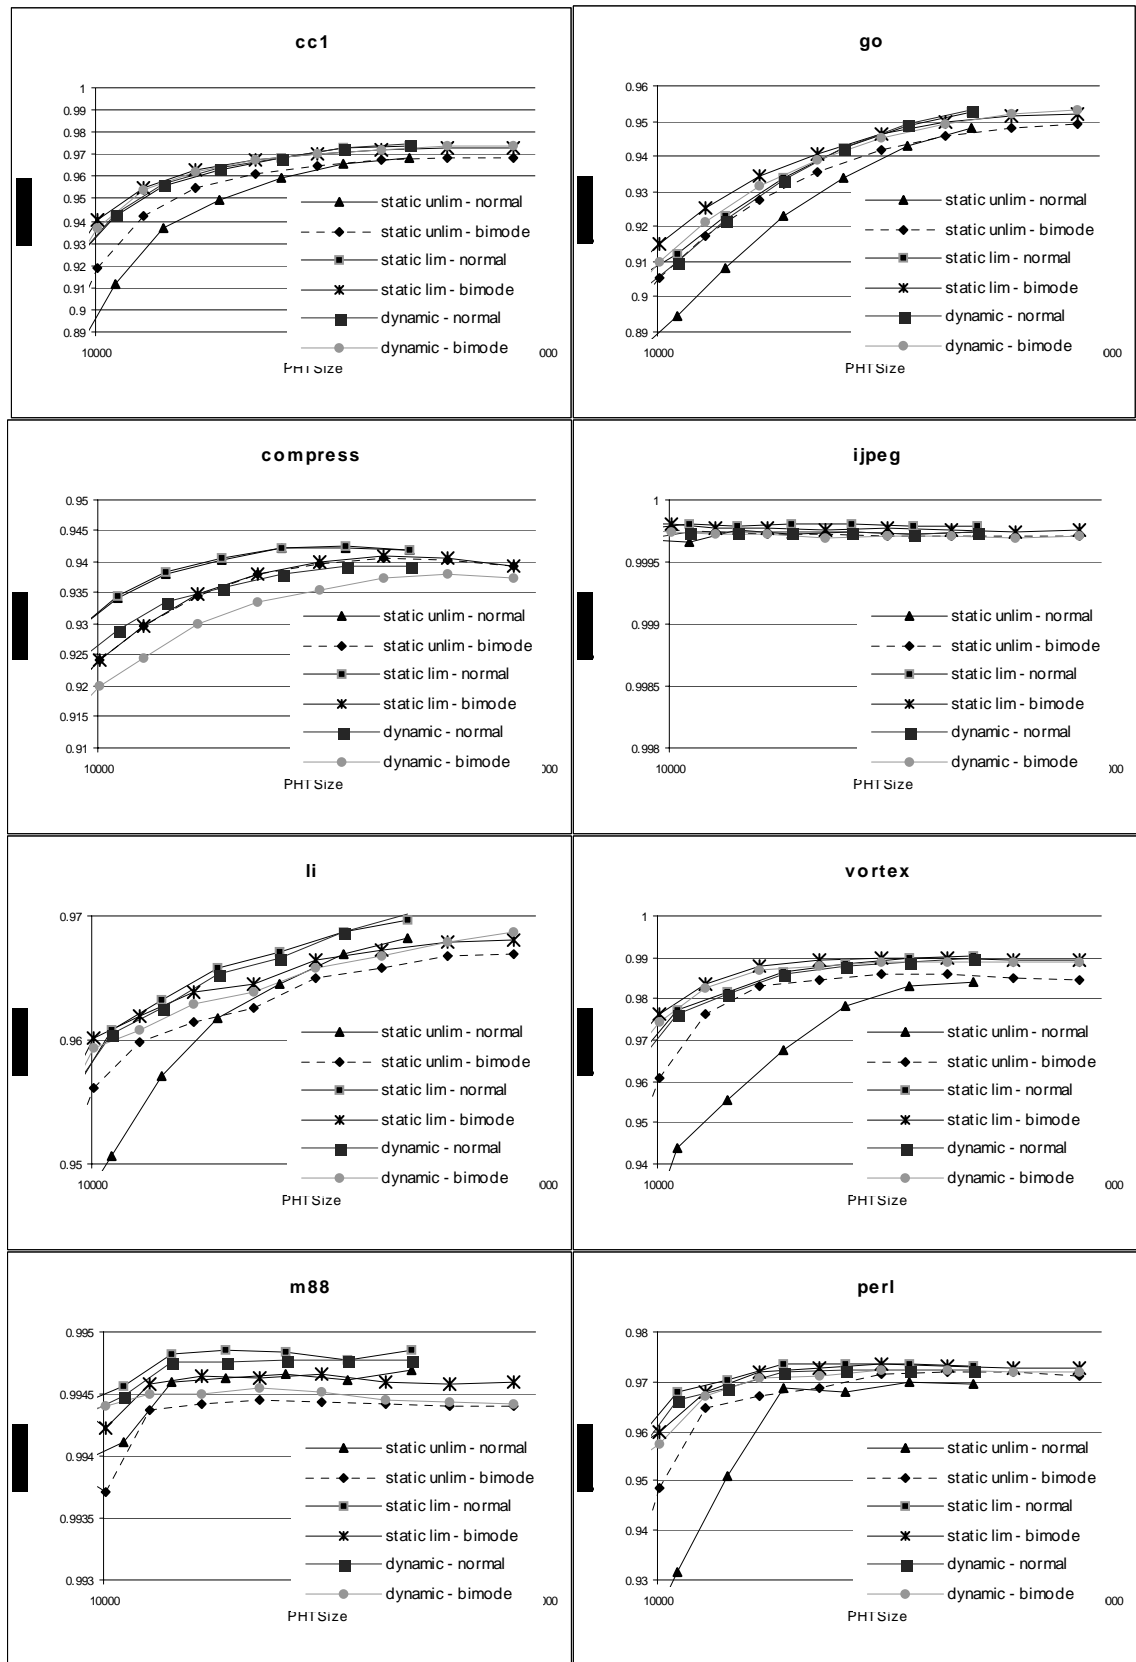 cc1
1
0.99
0.98
0.97
0.96
0.95
0.94
0.93
0.92
0.91
0.9
0.89
10000
PHT Size
static unlim - normal
static unlim - bimode
static lim - normal
static lim - bimode
dynamic - normal
dynamic - bimode
go
0.96
0.95
0.94
0.93
0.92
0.91
0.9
0.89
10000
PHT Size
static unlim - normal
static unlim - bimode
static lim - normal
static lim - bimode
dynamic - normal
dynamic - bimode
compress
0.95
0.945
0.94
0.935
0.93
0.925
0.92
0.915
0.91
10000
PHT Size
static unlim - normal
static unlim - bimode
static lim - normal
static lim - bimode
dynamic - normal
dynamic - bimode
ijpeg
1
0.9995
0.999
0.9985
0.998
10000
PHT Size
static unlim - normal
static unlim - bimode
static lim - normal
static lim - bimode
dynamic - normal
dynamic - bimode
li
0.97
0.96
0.95
10000
PHT Size
static unlim - normal
static unlim - bimode
static lim - normal
static lim - bimode
dynamic - normal
dynamic - bimode
vortex
1
0.99
0.98
0.97
0.96
0.95
0.94
10000
PHT Size
static unlim - normal
static unlim - bimode
static lim - normal
static lim - bimode
dynamic - normal
dynamic - bimode
m88
0.995
0.9945
0.994
0.9935
0.993
10000
PHT Size
static unlim - normal
static unlim - bimode
static lim - normal
static lim - bimode
dynamic - normal
dynamic - bimode
perl
0.98
0.97
0.96
0.95
0.94
0.93
10000
PHT Size
static unlim - normal
static unlim - bimode
static lim - normal
static lim - bimode
dynamic - normal
dynamic - bimode